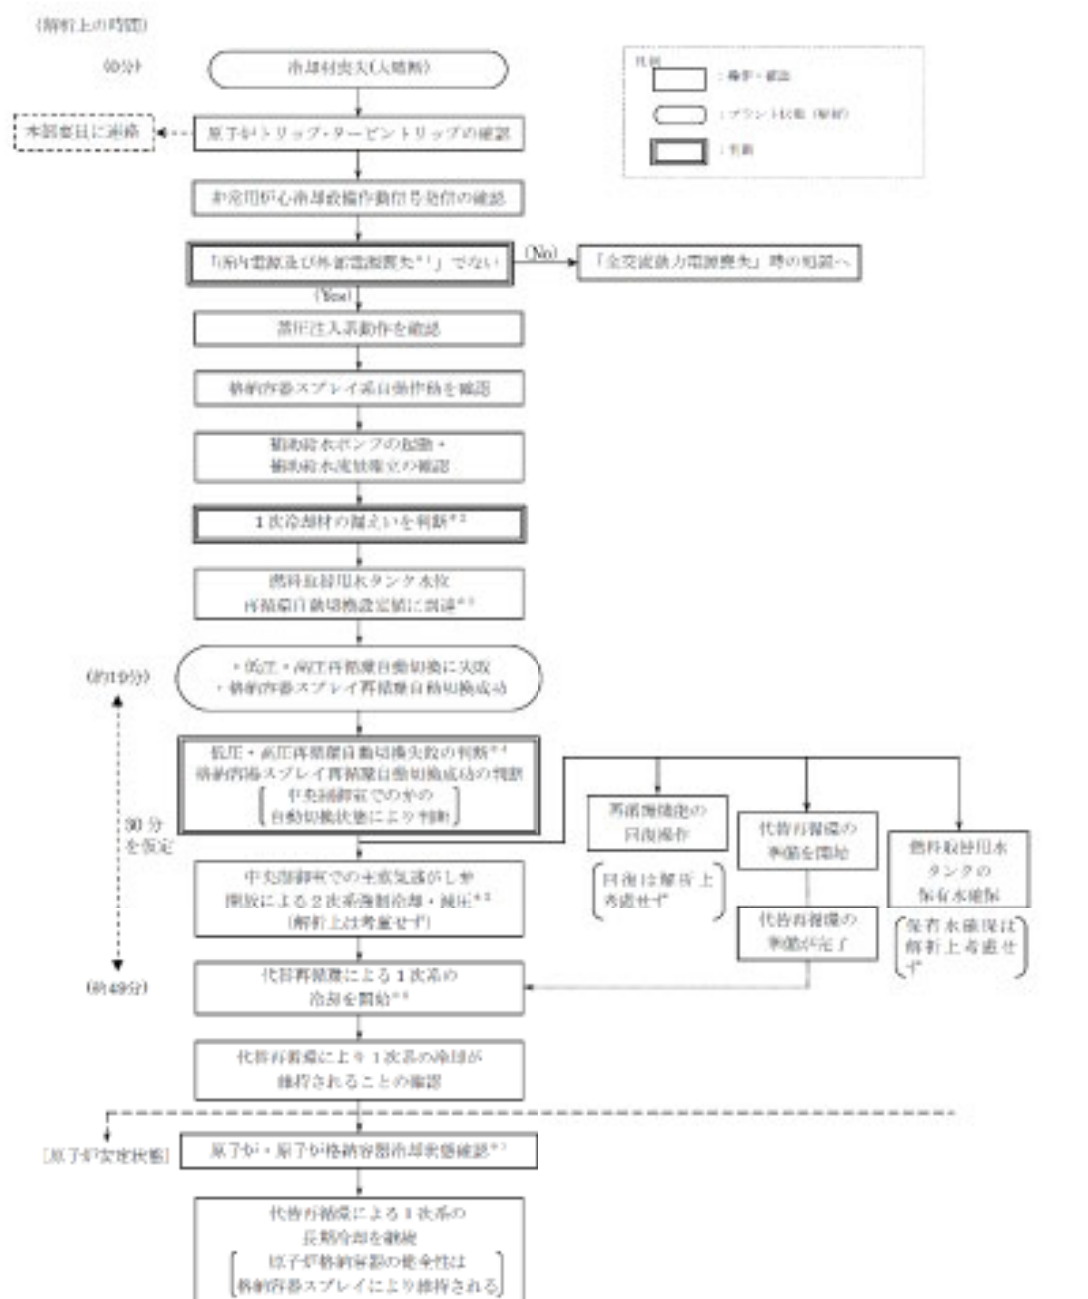 (解析上の時間)
(0分)
冷却材喪失(大破断)
凡例
：操作・確認
：プラント状態（解析）
：判断
本部要員に連絡
原子炉トリップ・タービントリップの確認
非常用炉心冷却設備作動信号発信の確認
「所内電源及び外部電源喪失*1」でない
(No)
「全交流動力電源喪失」時の処置へ
(Yes)
蓄圧注入系動作を確認
格納容器スプレイ系自動作動を確認
補助給水ポンプの起動・
補助給水流量確立の確認
1次冷却材の漏えいを判断*2
燃料取替用水タンク水位
再循環自動切換設定値に到達*3
(約19分)
・低圧・高圧再循環自動切換に失敗
・格納容器スプレイ再循環自動切換成功
低圧・高圧再循環自動切換失敗の判断*4
格納容器スプレイ再循環自動切換成功の判断
中央制御室での弁の
自動切換状態により判断
30分
を仮定
再循環機能の
回復操作
回復は解析上
考慮せず
代替再循環の
準備を開始
代替再循環の
準備が完了
燃料取替用水
タンクの
保有水確保
保有水確保は
解析上考慮せ
ず
中央制御室での主蒸気逃がし弁
開放による2次系強制冷却・減圧*5
(解析上は考慮せず)
(約49分)
代替再循環による1次系の
冷却を開始*6
代替再循環により1次系の冷却が
維持されることの確認
[原子炉安定状態]
原子炉・原子炉格納容器冷却状態確認*7
代替再循環による1次系の
長期冷却を継続
原子炉格納容器の健全性は
格納容器スプレイにより維持される